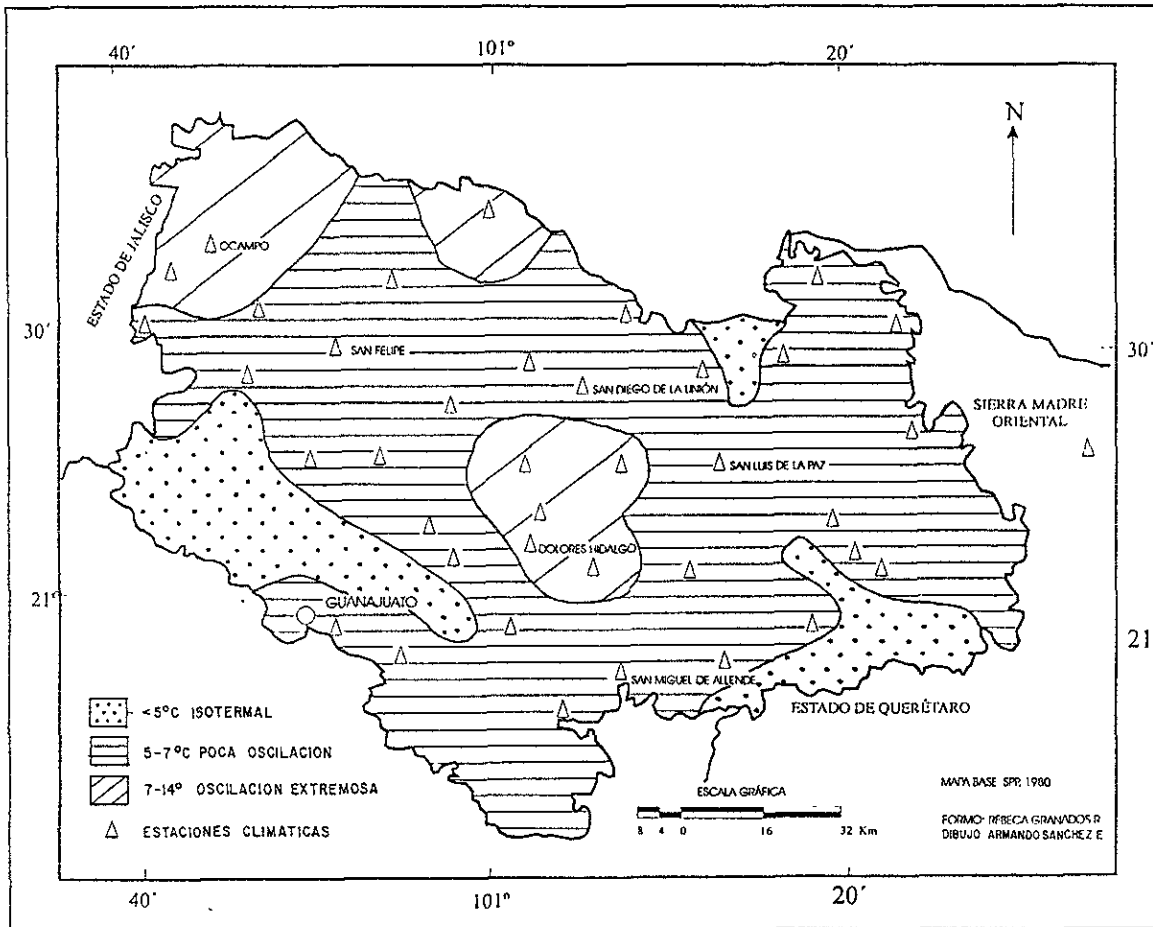 40´ 101° 20´
N
ESTADO DE JALISCO
OCAMPO
30´
SAN FELIPE
30´
SAN DIEGO DE LA UNIÓN
SIERRA MADRE
ORIENTAL
SAN LUIS DE LA PAZ
DOLORES HIDALGO
21°
GUANAJUATO
21
SAN MIGUEL DE ALLENDE
ESTADO DE QUERÉTARO
<5°C ISOTERMAL
5-7°C POCA OSCILACION
7-14° OSCILACION EXTREMOSA
ESTACIONES CLIMÁTICAS
ESCALA GRÁFICA
8 4 0 16 32 Km
MAPA BASE SPP, 1980
FORMO: REBECA GRANADOS R
DIBUJO ARMANDO SANCHEZ E
40´ 101° 20´